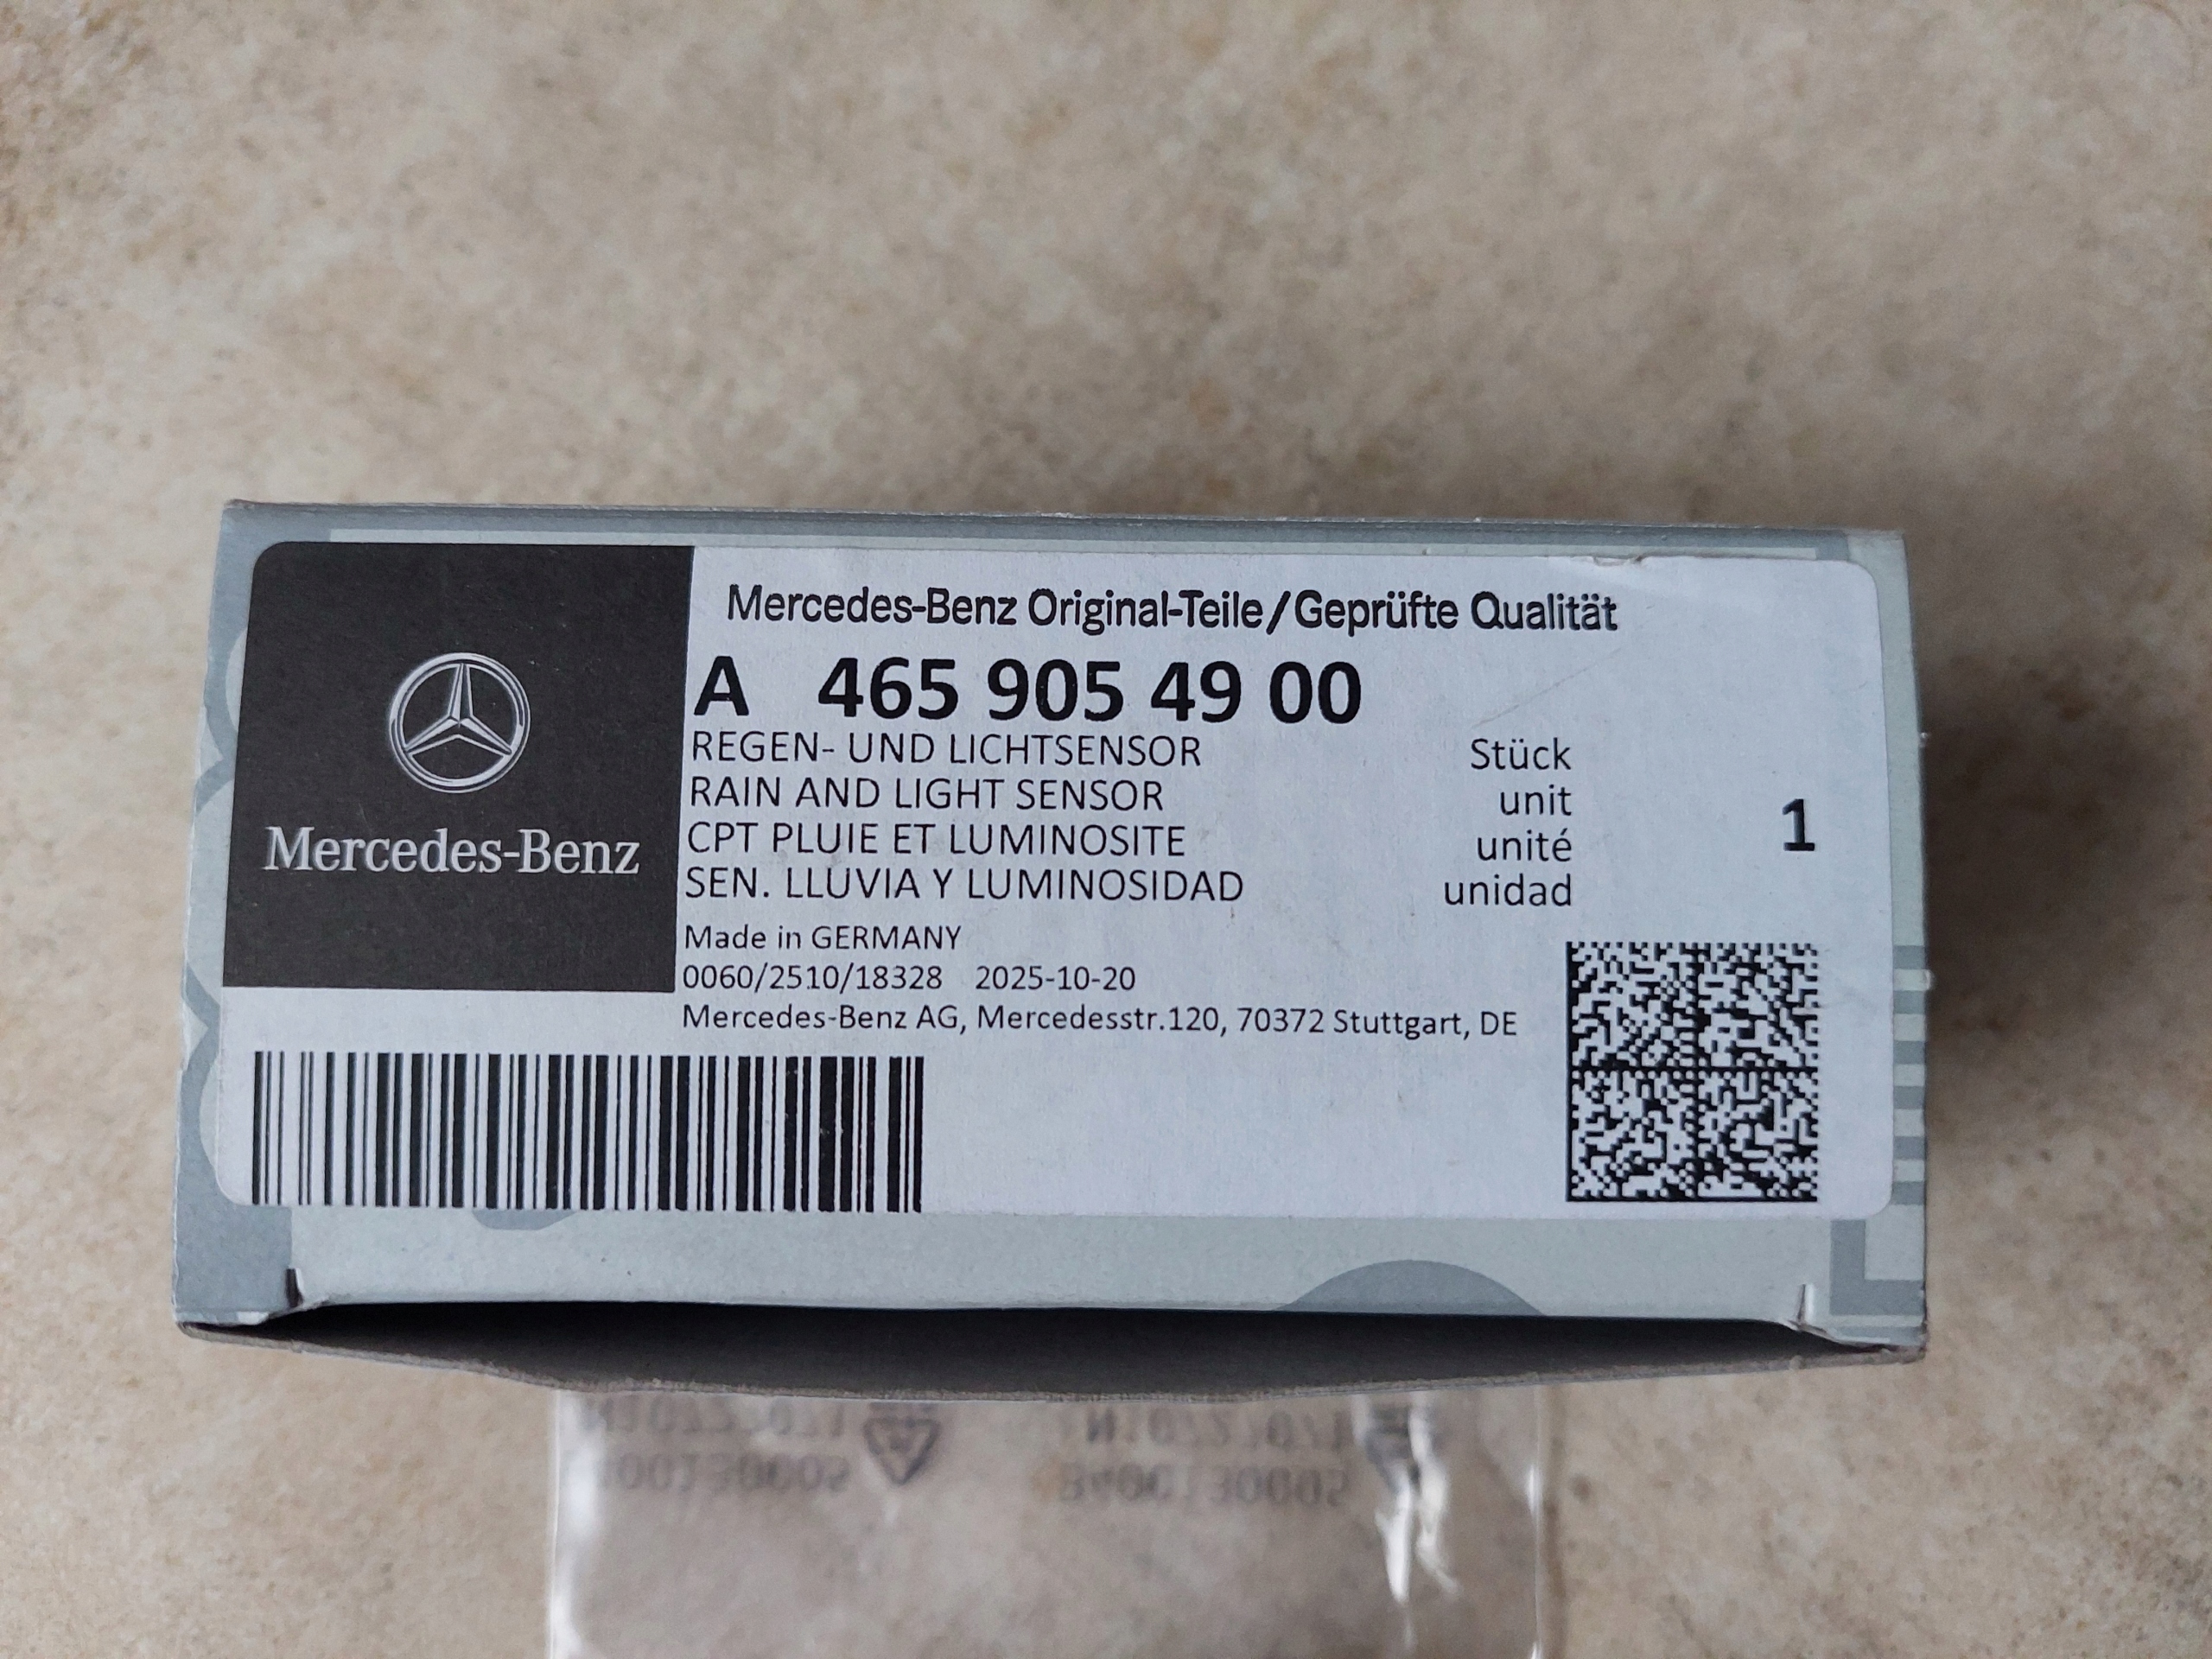 Mercedes-Benz Original-Teile/Geprüfte Qualität
A 465 905 49 00
REGEN- UND LICHTSENSOR Stück
RAIN AND LIGHT SENSOR unit
CPT PLUIE ET LUMINOSITE unité
SEN. LLUVIA Y LUMINOSIDAD unidad
1
Mercedes-Benz
Made in GERMANY
0060/2510/18328 2025-10-20
Mercedes-Benz AG, Mercedesstr.120, 70372 Stuttgart, DE